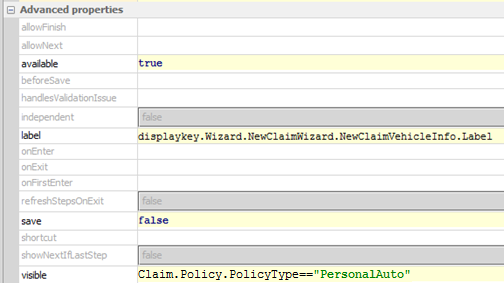 Advanced properties
allowFinish
allowNext
available true
beforeSave
handlesValidationIssue
independent false
label displaykey.Wizard.NewClaimWizard.NewClaimVehicleInfo.Label
onEnter
onExit
onFirstEnter
refreshStepsOnExit false
save false
shortcut
showNextIfLastStep false
visible Claim.Policy.PolicyType=="PersonalAuto"